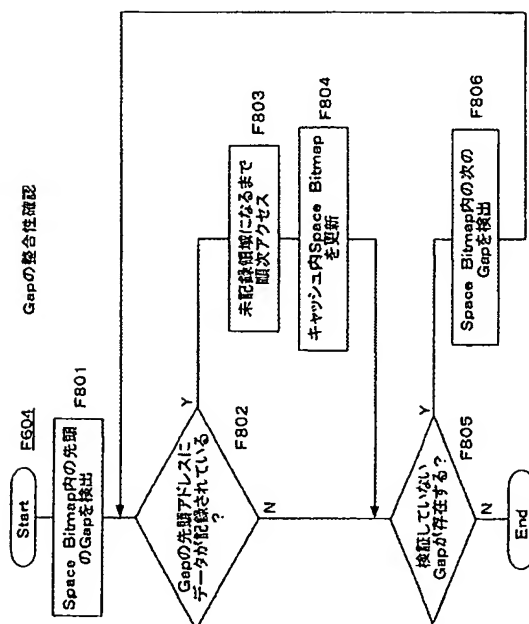 Gapの整合性確認
F604
Start
F801
Space Bitmap内の先頭
のGapを検出
Gapの先頭アドレスに
データが記録されている
?
F802
Y
N
F803
未記録領域になるまで
順次アクセス
F804
キャッシュ内Space Bitmap
を更新
検証していない
Gapが存在する?
F805
Y
N
F806
Space Bitmap内の次の
Gapを検出
End